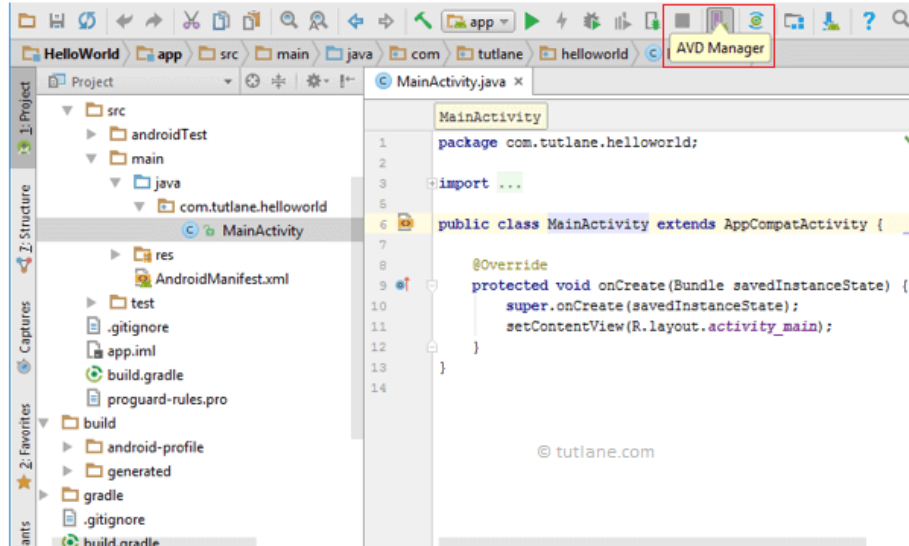 app
AVD Manager
HelloWorld app src main java com tutlane helloworld
1: Project
Project
MainActivity.java
src
androidTest
main
java
com.tutlane.helloworld
MainActivity
res
AndroidManifest.xml
test
.gitignore
app.iml
build.gradle
proguard-rules.pro
build
android-profile
generated
gradle
.gitignore
build.gradle
Z: Structure
Captures
2: Favorites
MainActivity
1 package com.tutlane.helloworld;
2
3 import ...
5
6 public class MainActivity extends AppCompatActivity {
7
8 @Override
9 protected void onCreate(Bundle savedInstanceState) {
10 super.onCreate(savedInstanceState);
11 setContentView(R.layout.activity_main);
12 }
13 }
14
© tutlane.com